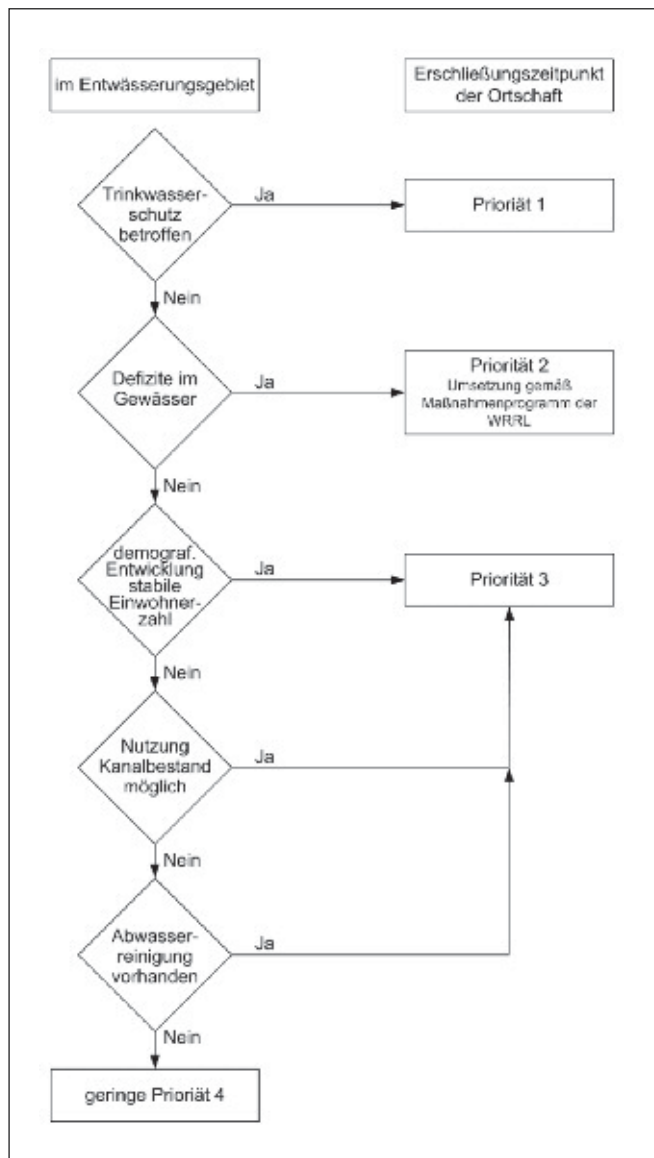 im Entwässerungsgebiet
Erschließungszeitpunkt
der Ortschaft
Trinkwasser-
schutz
betroffen
Ja
Prioriät 1
Nein
Defizite im
Gewässer
Ja
Priorität 2
Umsetzung gemäß
Maßnahmenprogramm der
WRRL
Nein
demograf.
Entwicklung
stabile
Einwohner-
zahl
Ja
Priorität 3
Nein
Nutzung
Kanalbestand
möglich
Ja
Nein
Abwasser-
reinigung
vorhanden
Ja
Nein
geringe Prioriät 4